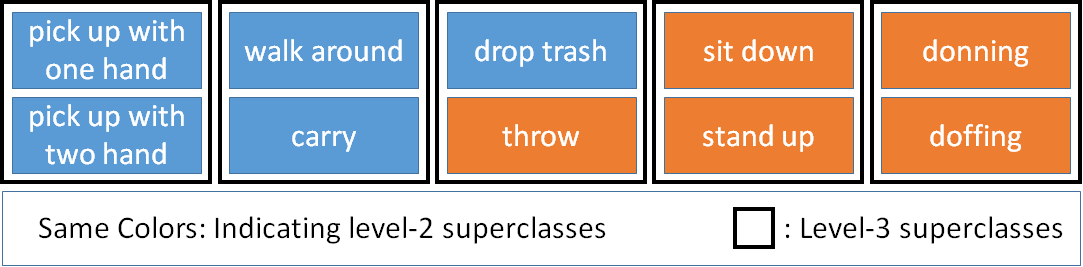 pick up with
one hand
walk around
drop trash
sit down
donning
pick up with
two hand
carry
throw
stand up
doffing
Same Colors: Indicating level-2 superclasses
: Level-3 superclasses